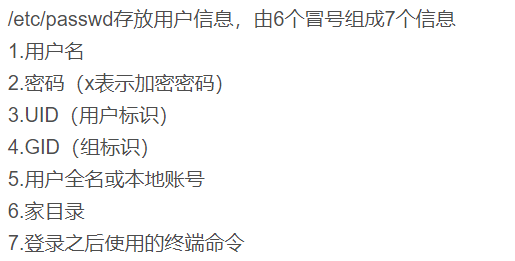 /etc/passwd存放用户信息，由6个冒号组成7个信息
1.用户名
2.密码（x表示加密密码）
3.UID（用户标识）
4.GID（组标识）
5.用户全名或本地账号
6.家目录
7.登录之后使用的终端命令